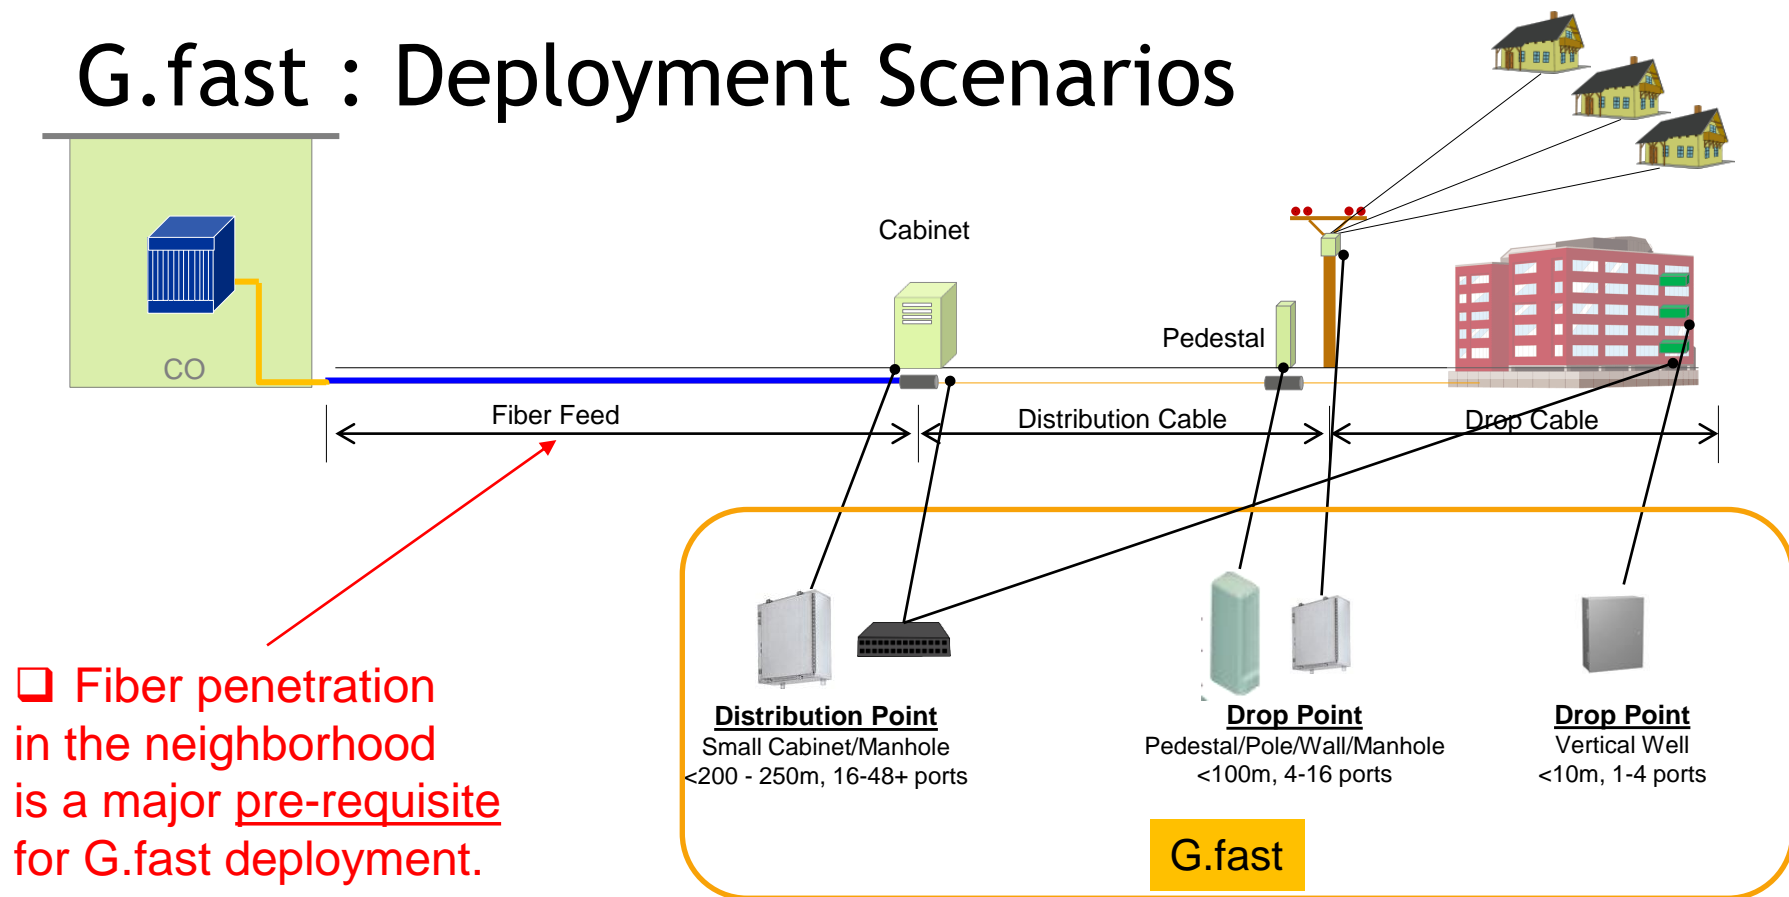 G.fast : Deployment Scenarios
Cabinet
Pedestal
CO
Fiber Feed
Distribution Cable
Drop Cable
❑ Fiber penetration
in the neighborhood
is a major pre-requisite
for G.fast deployment.
Distribution Point
Small Cabinet/Manhole
<200 - 250m, 16-48+ ports
Drop Point
Pedestal/Pole/Wall/Manhole
<100m, 4-16 ports
Drop Point
Vertical Well
<10m, 1-4 ports
G.fast